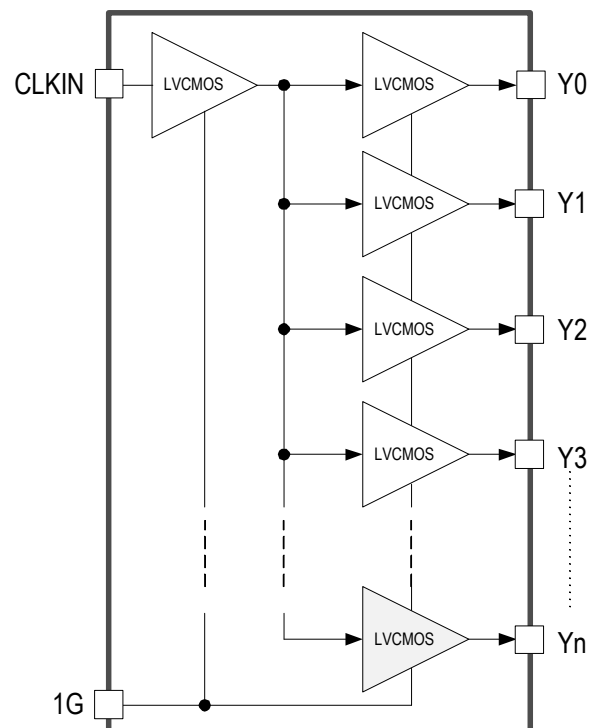 CLKIN
LVCMOS
LVCMOS
Y0
LVCMOS
Y1
LVCMOS
Y2
LVCMOS
Y3
LVCMOS
Yn
1G